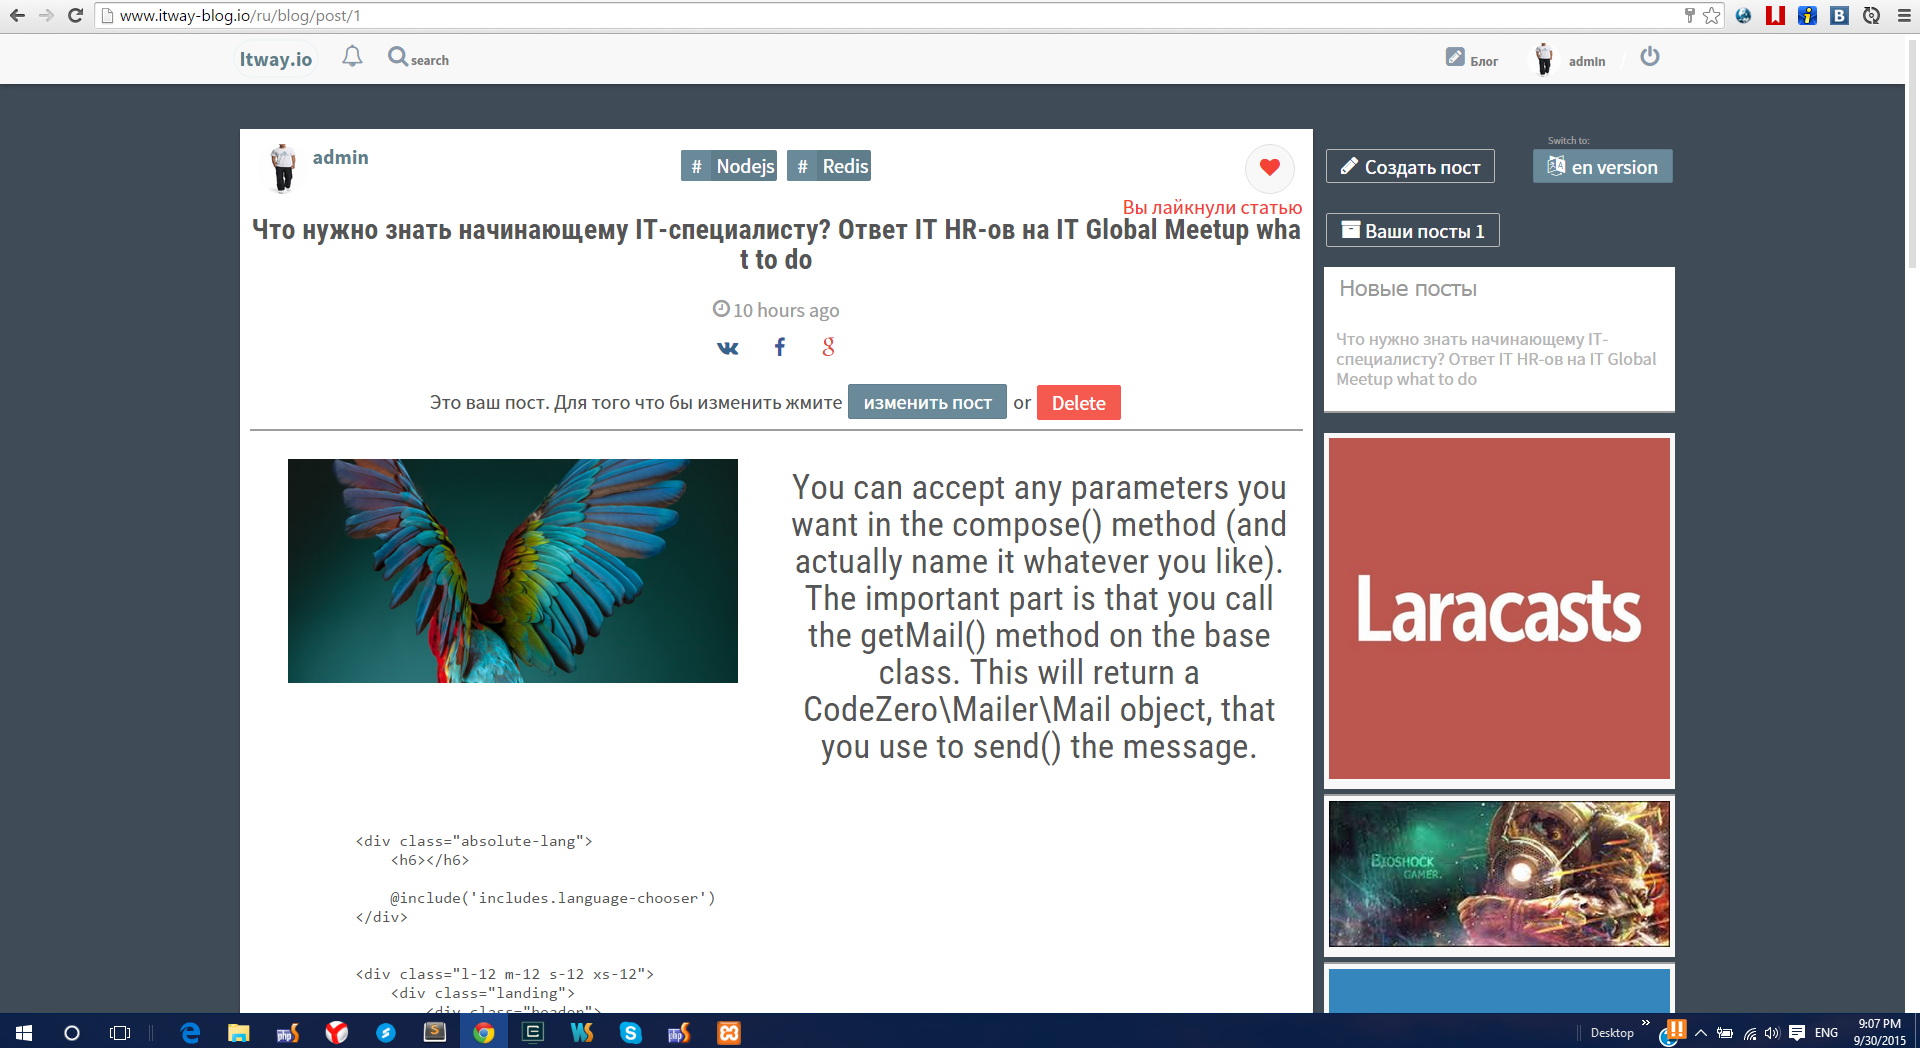 www.itway-blog.io/ru/blog/post/1
Itway.io
search
Блог
admin
admin
# Nodejs # Redis
Вы лайкнули статью
Что нужно знать начинающему IT-специалисту? Ответ IT HR-ов на IT Global Meetup wha
t to do
10 hours ago
Это ваш пост. Для того что бы изменить жмите изменить пост or Delete
You can accept any parameters you
want in the compose() method (and
actually name it whatever you like).
The important part is that you call
the getMail() method on the base
class. This will return a
CodeZero\Mailer\Mail object, that
you use to send() the message.
<div class="absolute-lang">
<h6></h6>
@include('includes.language-chooser')
</div>
<div class="l-12 m-12 s-12 xs-12">
<div class="landing">
<div class="header">
Switch to:
Создать пост
en version
Ваши посты 1
Новые посты
Что нужно знать начинающему IT-
специалисту? Ответ IT HR-ов на IT Global
Meetup what to do
Laracasts
BIOSHOCK
GAMER.
Desktop
ENG
9:07 PM
9/30/2015